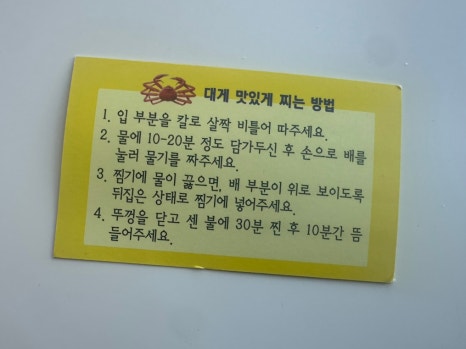 대게 맛있게 찌는 방법
1. 입 부분을 칼로 살짝 비틀어 따주세요.
2. 물에 10-20분 정도 담가두신 후 손으로 배를
눌러 물기를 짜주세요.
3. 찜기에 물이 끓으면, 배 부분이 위로 보이도록
뒤집은 상태로 찜기에 넣어주세요.
4. 뚜껑을 닫고 센 불에 30분 찐 후 10분간 뜸
들어주세요.